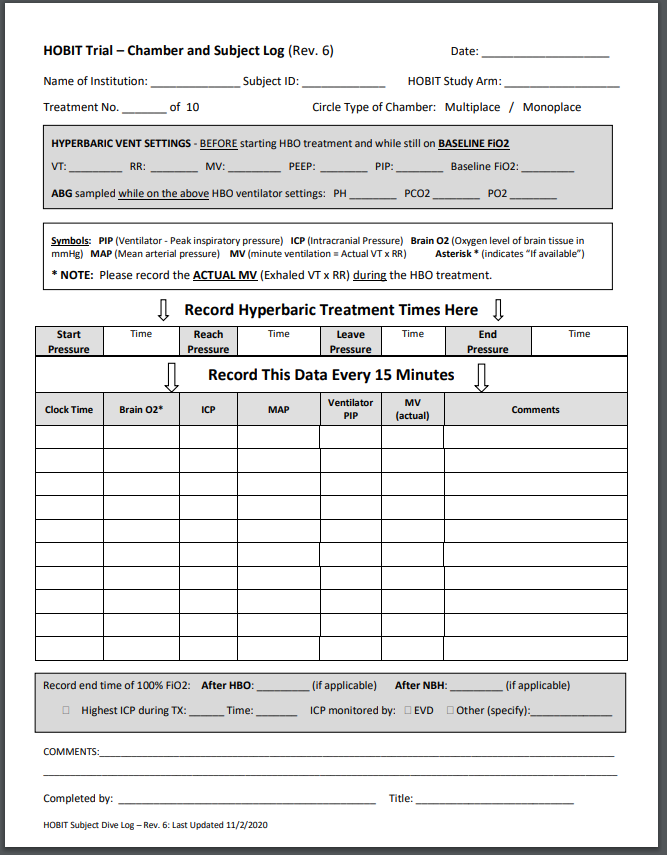 HOBIT Trial – Chamber and Subject Log (Rev. 6) Date: ____________________
Name of Institution: ______________ Subject ID: _____________ HOBIT Study Arm: __________________
Treatment No. _______ of 10 Circle Type of Chamber: Multiplace / Monoplace
HYPERBARIC VENT SETTINGS - BEFORE starting HBO treatment and while still on BASELINE FiO2
VT: _________ RR: ________ MV: _________ PEEP: ________ PIP: ________ Baseline FiO2: _________
ABG sampled while on the above HBO ventilator settings: PH ________ PCO2 ________ PO2 ________
Symbols: PIP (Ventilator - Peak inspiratory pressure) ICP (Intracranial Pressure) Brain O2 (Oxygen level of brain tissue in
mmHg) MAP (Mean arterial pressure) MV (minute ventilation = Actual VT x RR) Asterisk * (indicates “If available”)
* NOTE: Please record the ACTUAL MV (Exhaled VT x RR) during the HBO treatment.
Record Hyperbaric Treatment Times Here
Start Pressure Time Reach Pressure Time Leave Pressure Time End Pressure Time
Record This Data Every 15 Minutes
Clock Time Brain O2* ICP MAP Ventilator PIP MV (actual) Comments
Record end time of 100% FiO2: After HBO: _________ (if applicable) After NBH: _________ (if applicable)
☐ Highest ICP during TX: ______ Time: _______ ICP monitored by: ☐ EVD ☐ Other (specify):______________
COMMENTS:________________________________________________________________
________________________________________________________________
Completed by: ________________________________________ Title: _________________________
HOBIT Subject Dive Log – Rev. 6: Last Updated 11/2/2020